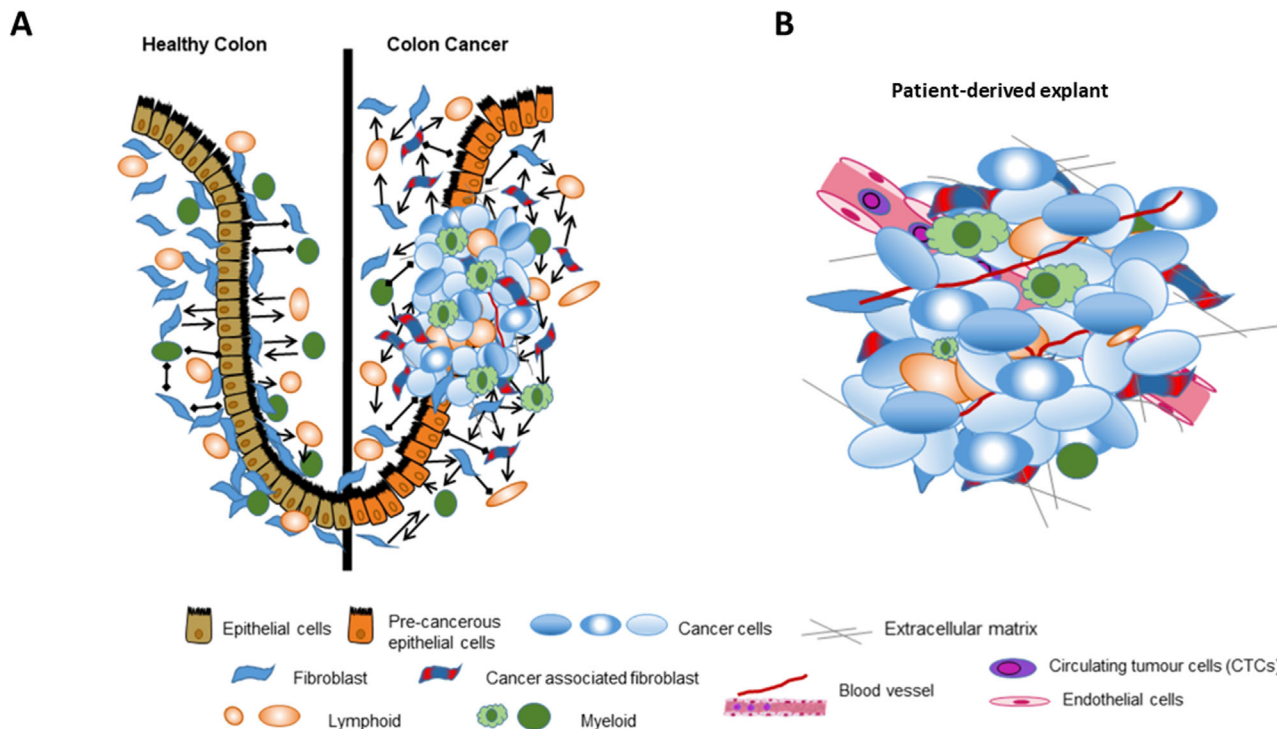 A
B
Healthy Colon
Colon Cancer
Patient-derived explant
Epithelial cells
Pre-cancerous
epithelial cells
Cancer cells
Extracellular matrix
Fibroblast
Cancer associated fibroblast
Blood vessel
Circulating tumour cells (CTCs)
Lymphoid
Myeloid
Endothelial cells